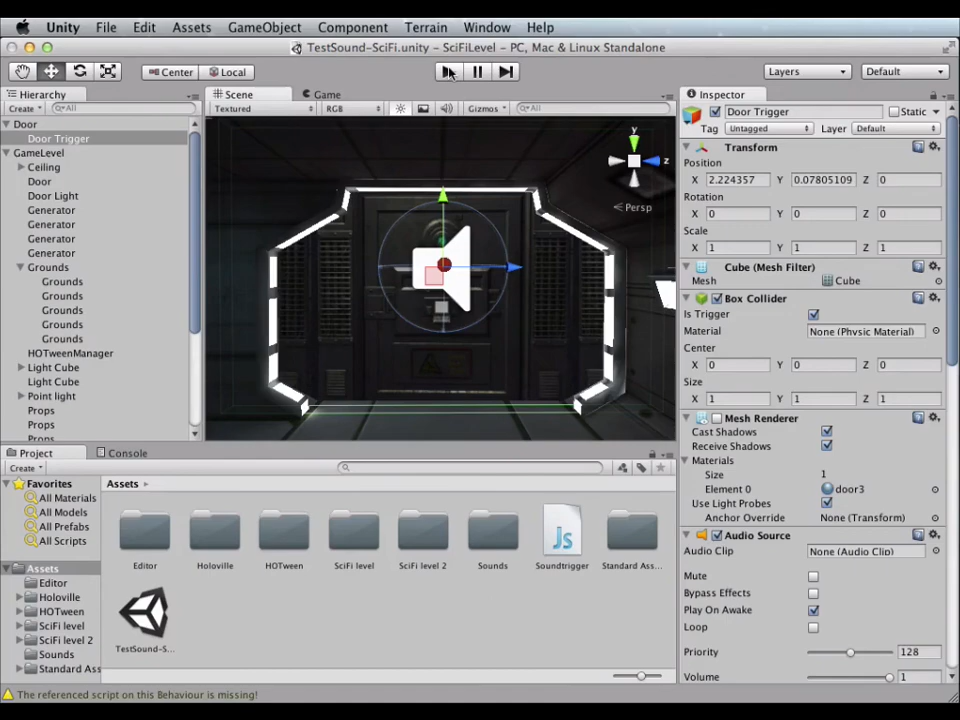 Unity File Edit Assets GameObject Component Terrain Window Help
TestSound-SciFi.unity - SciFiLevel - PC, Mac & Linux Standalone
Center Local Layers Default
Hierarchy
Create All
Door
Door Trigger
GameLevel
Ceiling
Door
Door Light
Generator
Generator
Generator
Generator
Grounds
Grounds
Grounds
Grounds
Grounds
Grounds
HOTweenManager
Light Cube
Light Cube
Point light
Props
Props
Props
Scene Game
Textured RGB Gizmos All
y
z
Persp
Inspector
Door Trigger Static
Tag Untagged Layer Default
Transform
Position
X 2.224357 Y 0.07805109 Z 0
Rotation
X 0 Y 0 Z 0
Scale
X 1 Y 1 Z 1
Cube (Mesh Filter)
Mesh Cube
Box Collider
Is Trigger
Material None (Physic Material)
Center
X 0 Y 0 Z 0
Size
X 1 Y 1 Z 1
Mesh Renderer
Cast Shadows
Receive Shadows
Materials
Size 1
Element 0 door3
Use Light Probes
Anchor Override None (Transform)
Audio Source
Audio Clip None (Audio Clip)
Mute
Bypass Effects
Play On Awake
Loop
Priority 128
Volume 1
Project Console
Create
Favorites
All Materials
All Models
All Prefabs
All Scripts
Assets
Editor
Holoville
HOTween
SciFi level
SciFi level 2
Sounds
Standard Ass
Assets
Editor Holoville HOTween SciFi level SciFi level 2 Sounds Soundtrigger Standard Ass...
Js
TestSound-S...
The referenced script on this Behaviour is missing!